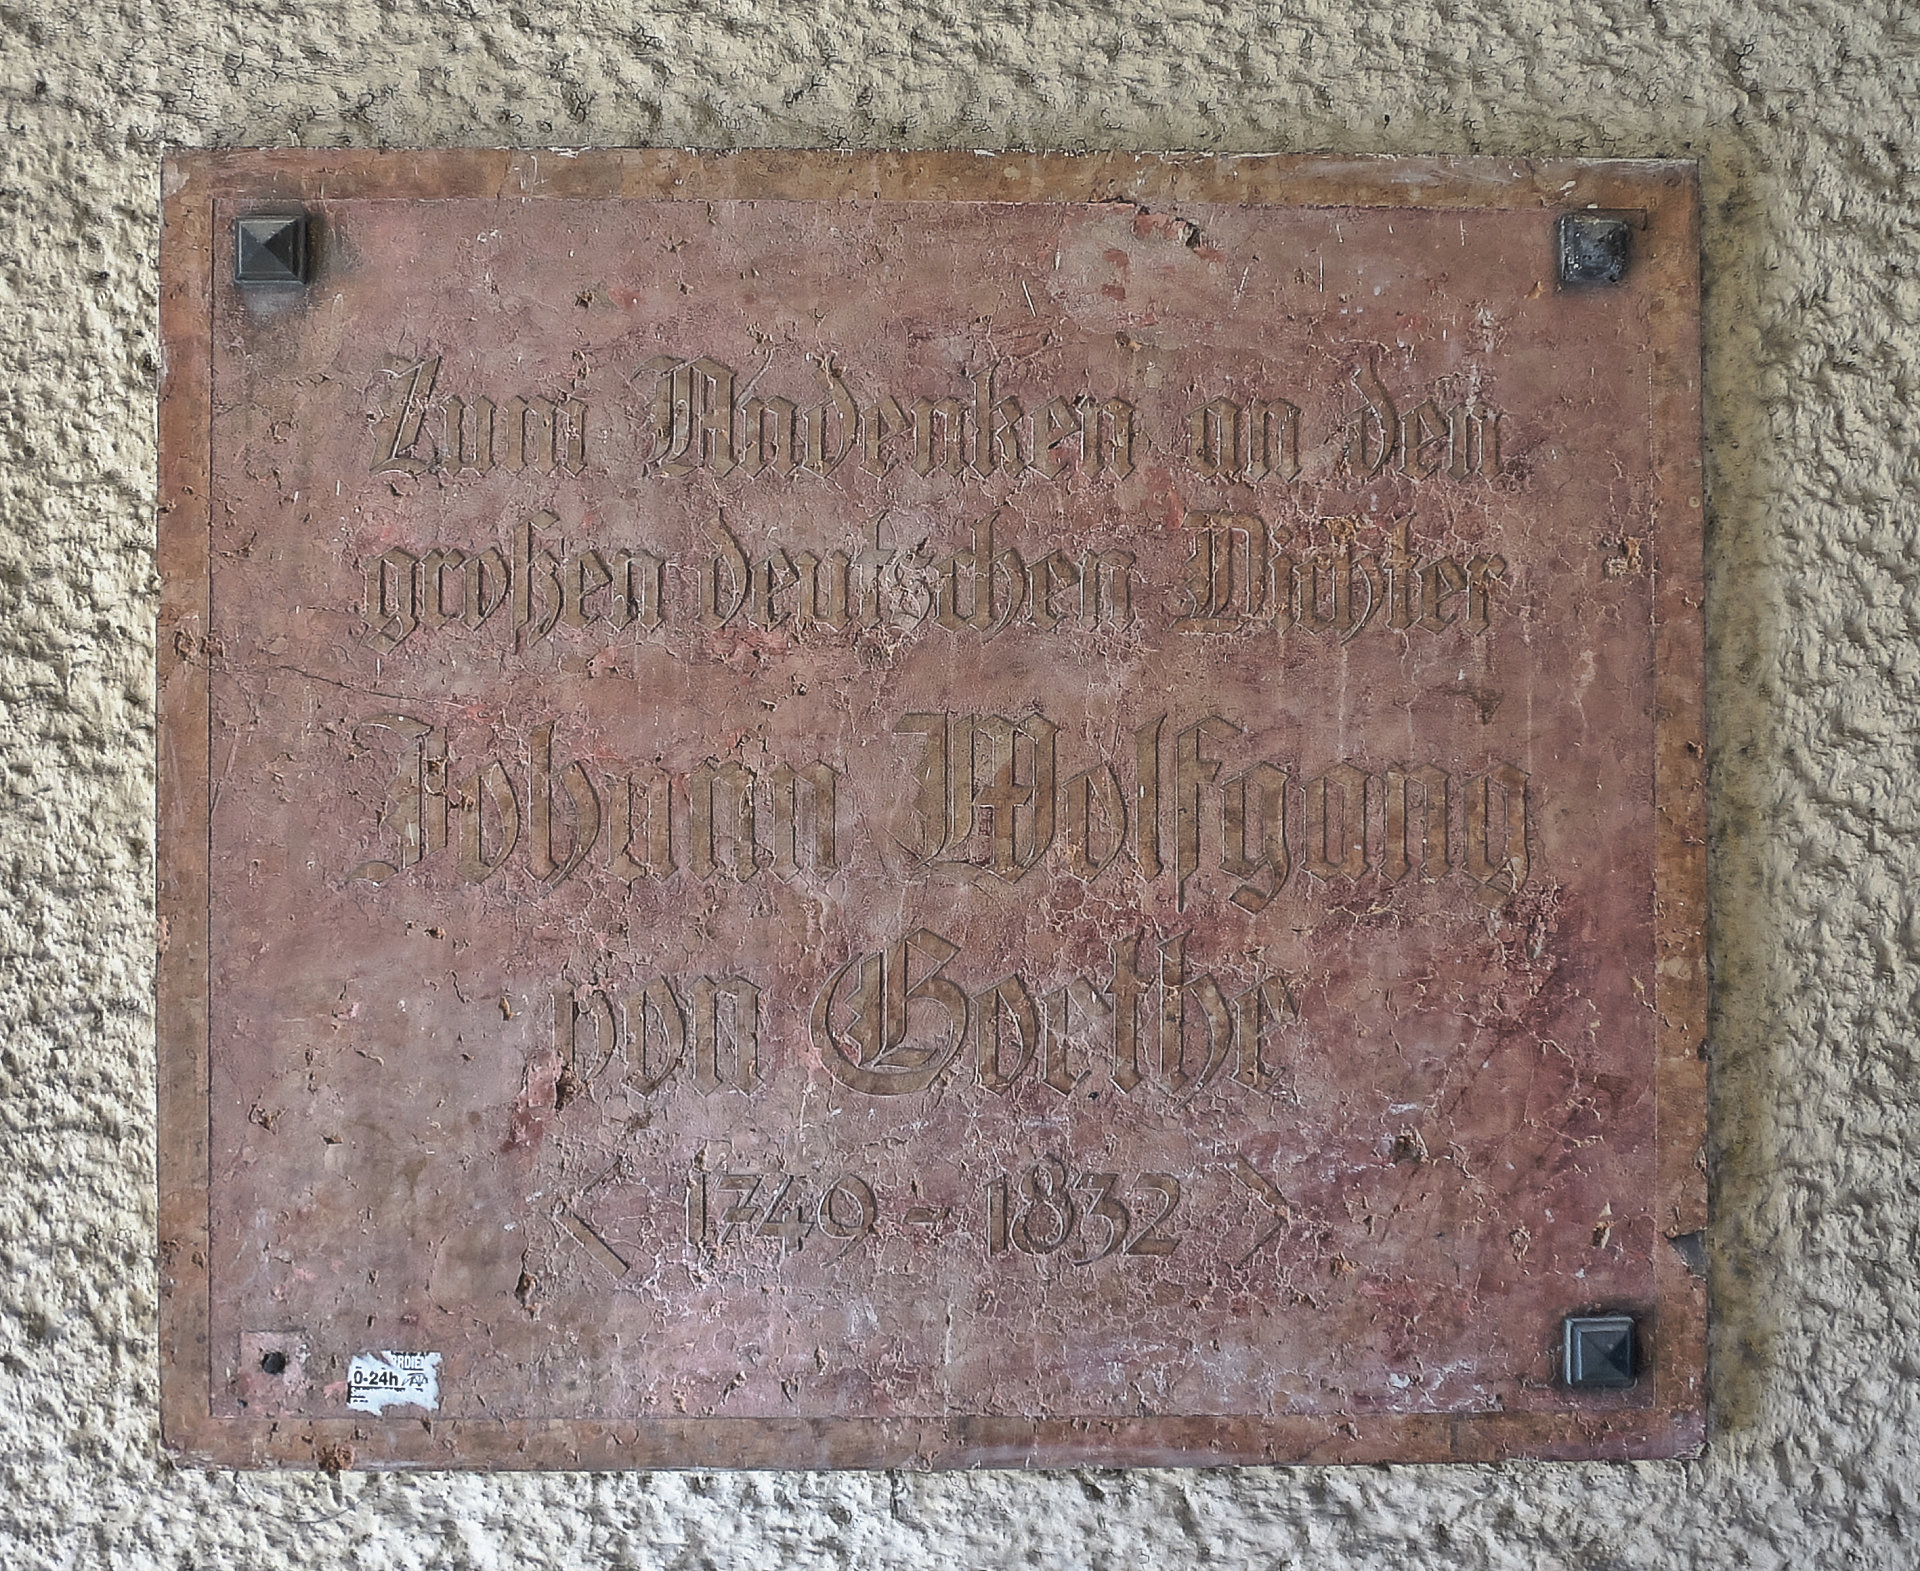 Zum Andenken an den
großen deutschen Dichter
Johann Wolfgang
von Goethe
< 1749 - 1832 >
0-24h